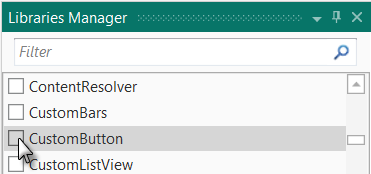 Libraries Manager
Filter
ContentResolver
CustomBars
CustomButton
CustomListView